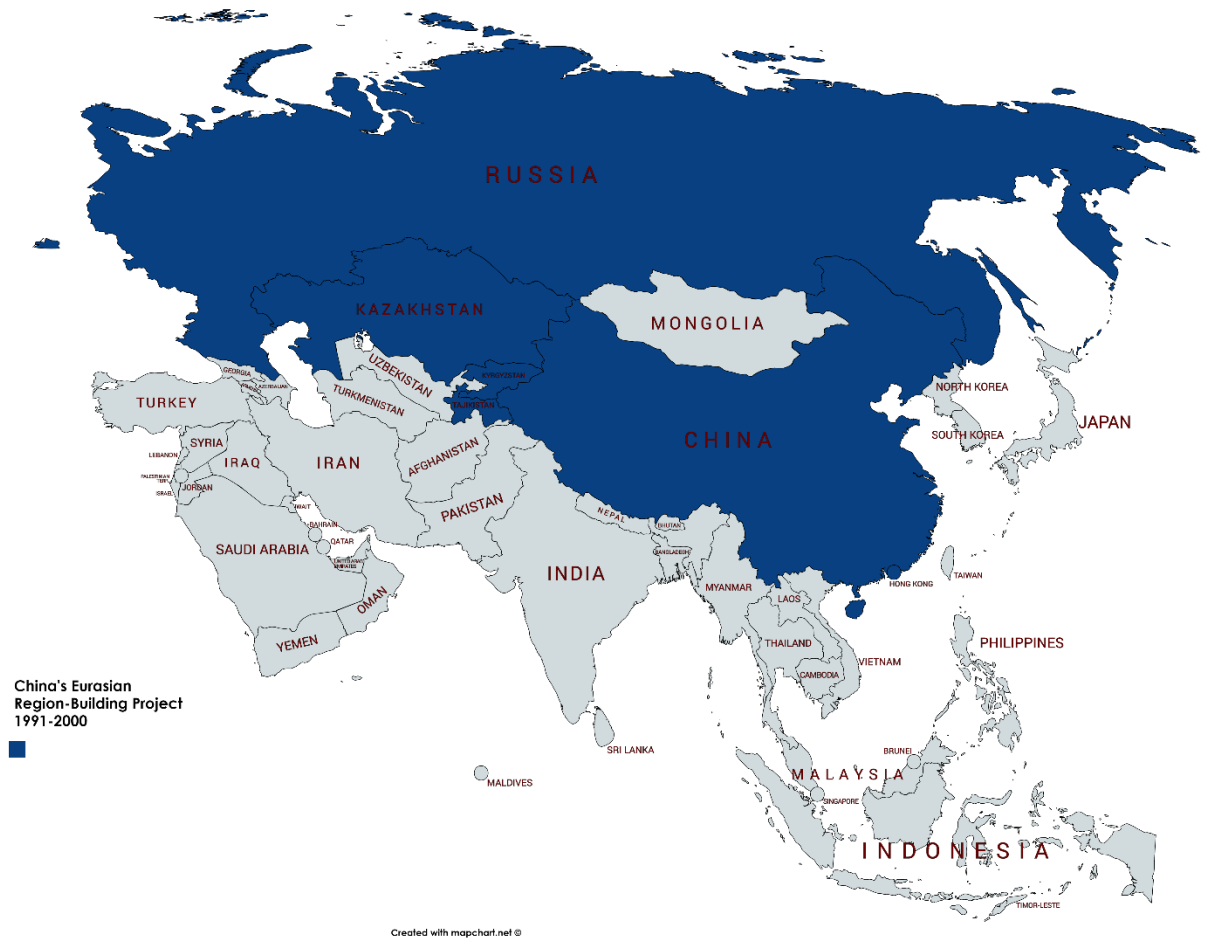 RUSSIA
KAZAKHSTAN
MONGOLIA
UZBEKISTAN
KYRGYZSTAN
GEORGIA
AZERBAIJAN
TURKMENISTAN
TAJIKISTAN
NORTH KOREA
TURKEY
JAPAN
SOUTH KOREA
CHINA
SYRIA
LEBANON
IRAQ
IRAN
AFGHANISTAN
PALESTINIAN
TERR.
JORDAN
ISRAEL
PAKISTAN
KUWAIT
NEPAL
BAHRAIN
BHUTAN
QATAR
SAUDI ARABIA
BANGLADESH
UNITED ARAB
EMIRATES
INDIA
TAIWAN
HONG KONG
MYANMAR
OMAN
LAOS
YEMEN
THAILAND
PHILIPPINES
VIETNAM
CAMBODIA
China's Eurasian
Region-Building Project
1991-2000
SRI LANKA
BRUNEI
MALAYSIA
MALDIVES
SINGAPORE
INDONESIA
TIMOR-LESTE
Created with mapchart.net ©